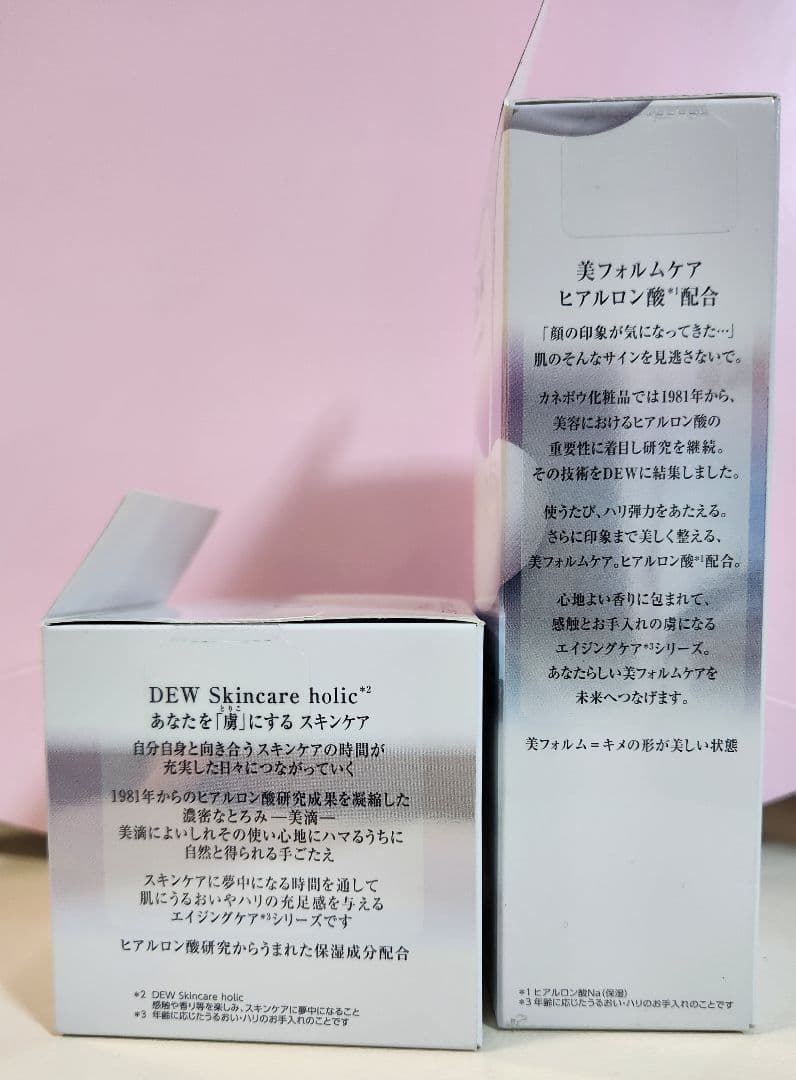 美フォルムケア
ヒアルロン酸*1配合
「顔の印象が気になってきた…」
肌のそんなサインを見逃さないで。
カネボウ化粧品では1981年から、
美容におけるヒアルロン酸の
重要性に着目し研究を継続。
その技術をDEWに結集しました。
使うたび、ハリ弾力をあたえる。
さらに印象まで美しく整える、
美フォルムケア。ヒアルロン酸*1配合。
心地よい香りに包まれて、
感触とお手入れの虜になる
エイジングケア*3シリーズ。
あなたらしい美フォルムケアを
未来へつなげます。
美フォルム=キメの形が美しい状態
*1 ヒアルロン酸Na(保湿)
*3 年齢に応じたうるおい・ハリのお手入れのことです
DEW Skincare holic*2
とりこ
あなたを「虜」にする スキンケア
自分自身と向き合うスキンケアの時間が
充実した日々につながっていく
1981年からのヒアルロン酸研究成果を凝縮した
濃密なとろみ—美滴—
美滴によいしれその使い心地にハマるうちに
自然と得られる手ごたえ
スキンケアに夢中になる時間を通して
肌にうるおいやハリの充足感を与える
エイジングケア*3シリーズです
ヒアルロン酸研究からうまれた保湿成分配合
*2 DEW Skincare holic
感触や香り等を楽しみ、スキンケアに夢中になること
*3 年齢に応じたうるおい・ハリのお手入れのことです